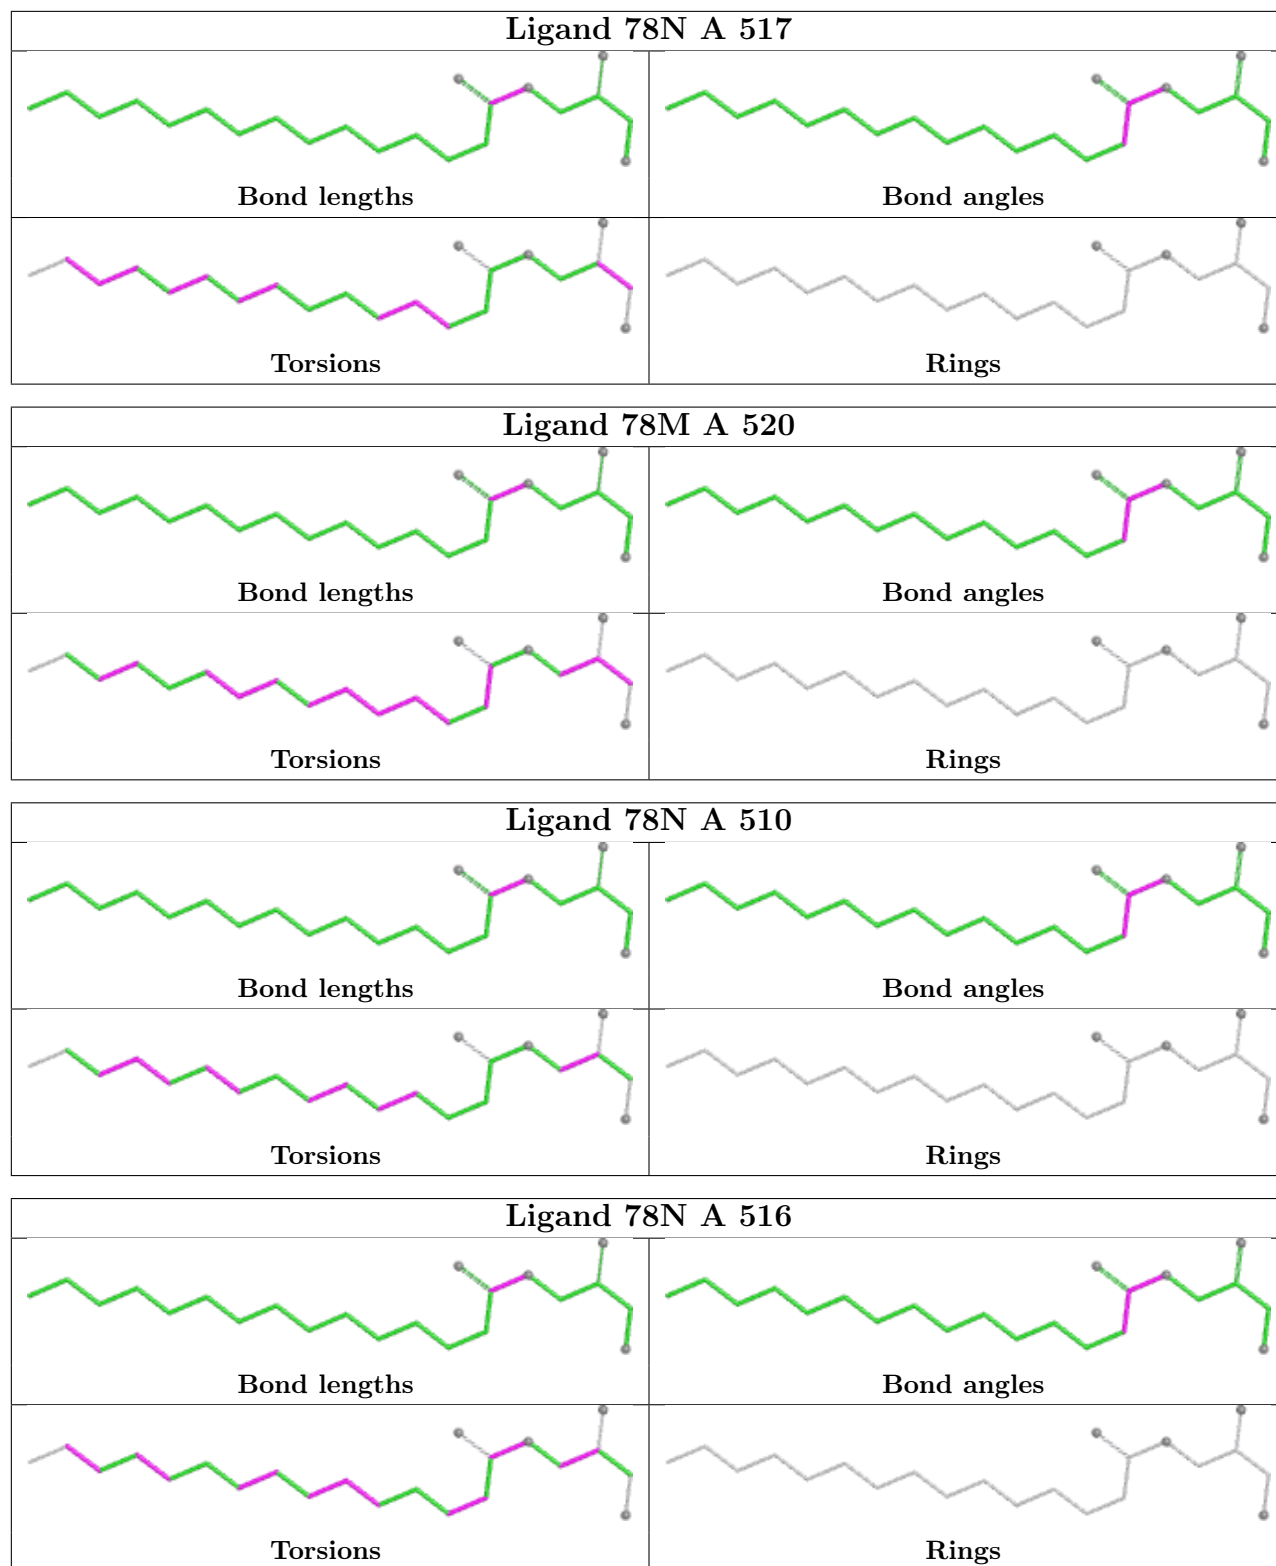 Ligand 78N A 517
Bond lengths
Bond angles
Torsions
Rings
Ligand 78M A 520
Bond lengths
Bond angles
Torsions
Rings
Ligand 78N A 510
Bond lengths
Bond angles
Torsions
Rings
Ligand 78N A 516
Bond lengths
Bond angles
Torsions
Rings